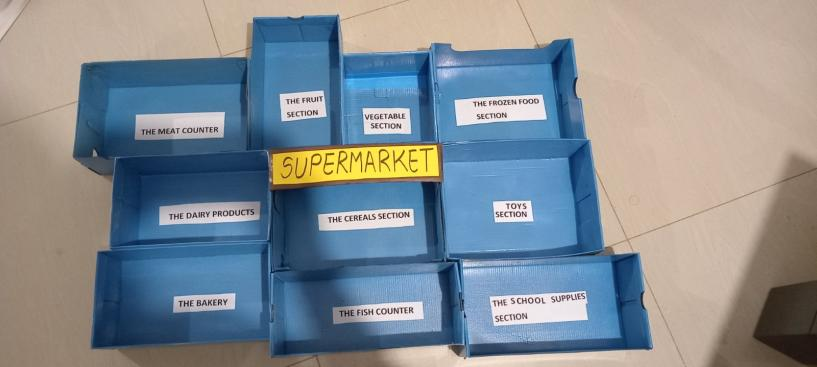 THE MEAT COUNTER
THE FRUIT
SECTION
VEGETABLE
SECTION
THE FROZEN FOOD
SECTION
SUPERMARKET
THE DAIRY PRODUCTS
THE CEREALS SECTION
TOYS
SECTION
THE BAKERY
THE FISH COUNTER
THE SCHOOL SUPPLIES
SECTION